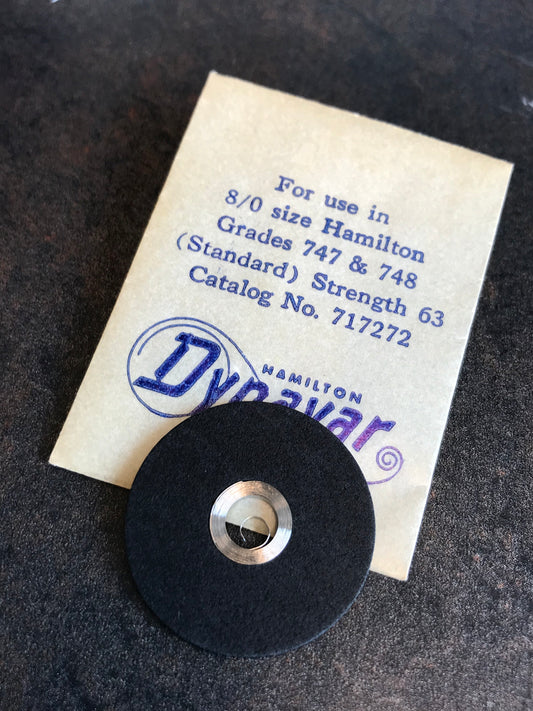 For use in
8/0 size Hamilton
Grades 747 & 748
(Standard) Strength 63
Catalog No. 717272
HAMILTON
Dynavar